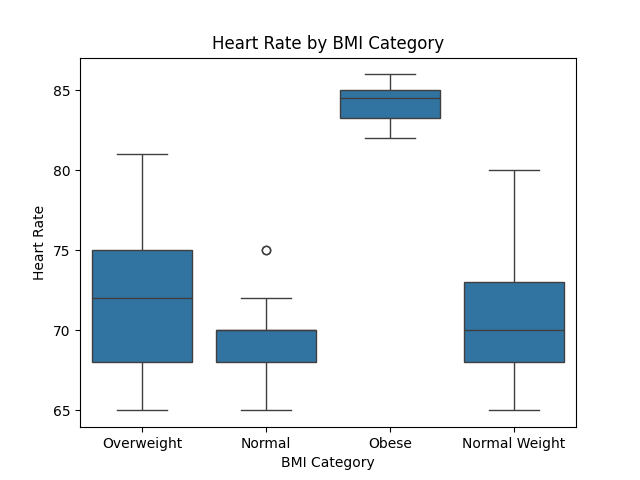 Heart Rate by BMI Category
Heart Rate
85
80
75
70
65
Overweight
Normal
Obese
Normal Weight
BMI Category